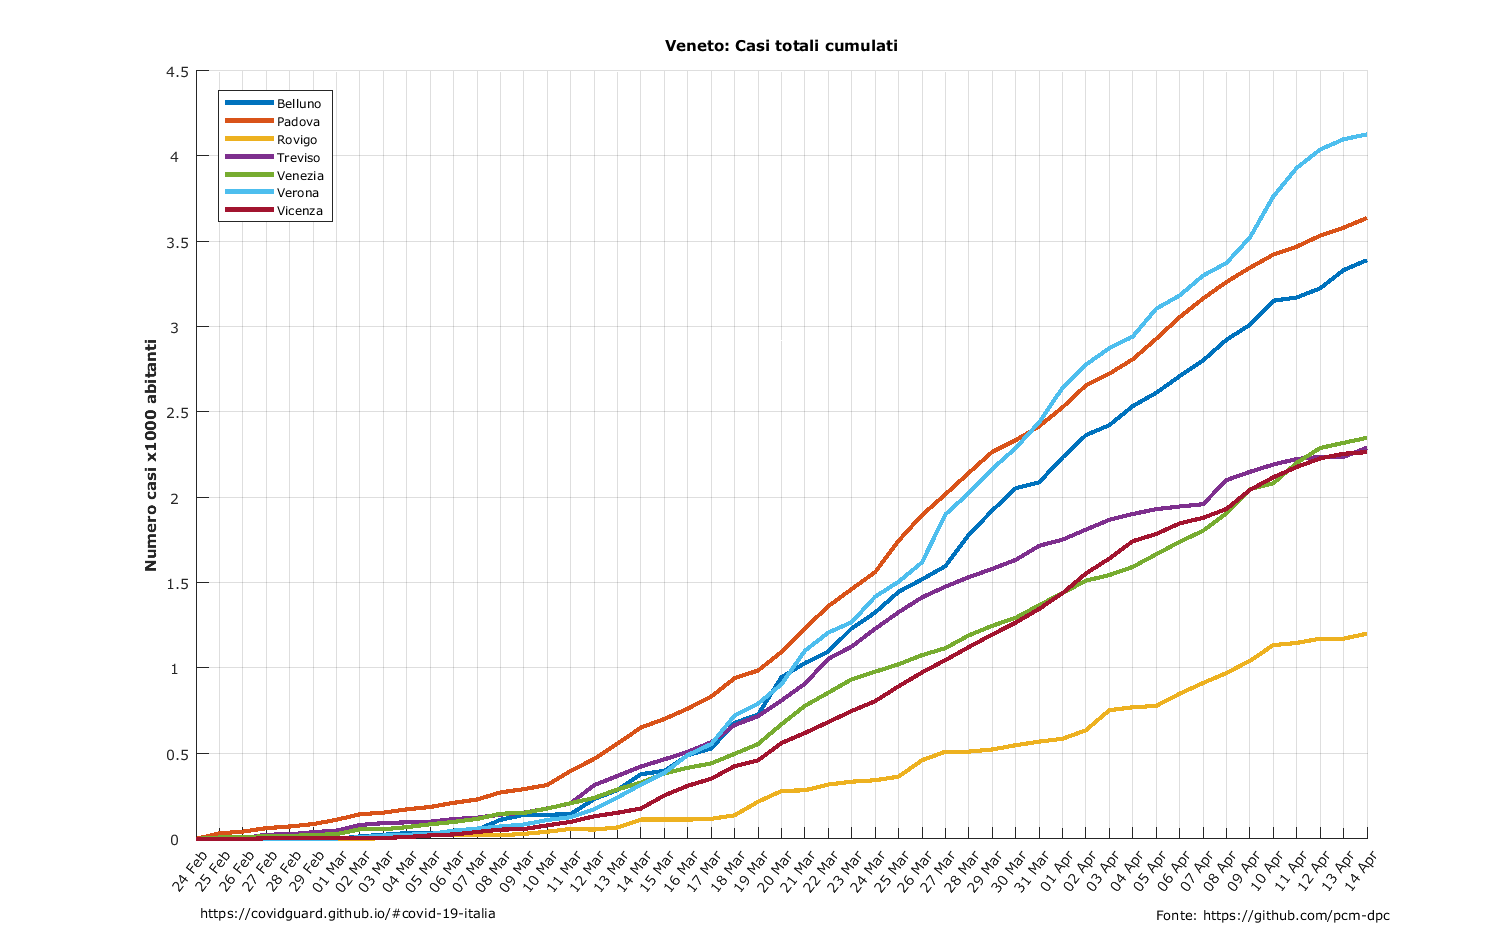 Veneto: Casi totali cumulati
4.5
4
3.5
3
2.5
2
1.5
1
0.5
0
Numero casi x1000 abitanti
Belluno
Padova
Rovigo
Treviso
Venezia
Verona
Vicenza
24 Feb
25 Feb
26 Feb
27 Feb
28 Feb
29 Feb
01 Mar
02 Mar
03 Mar
04 Mar
05 Mar
06 Mar
07 Mar
08 Mar
09 Mar
10 Mar
11 Mar
12 Mar
13 Mar
14 Mar
15 Mar
16 Mar
17 Mar
18 Mar
19 Mar
20 Mar
21 Mar
22 Mar
23 Mar
24 Mar
25 Mar
26 Mar
27 Mar
28 Mar
29 Mar
30 Mar
31 Mar
01 Apr
02 Apr
03 Apr
04 Apr
05 Apr
06 Apr
07 Apr
08 Apr
09 Apr
10 Apr
11 Apr
12 Apr
13 Apr
14 Apr
https://covidguard.github.io/#covid-19-italia
Fonte: https://github.com/pcm-dpc